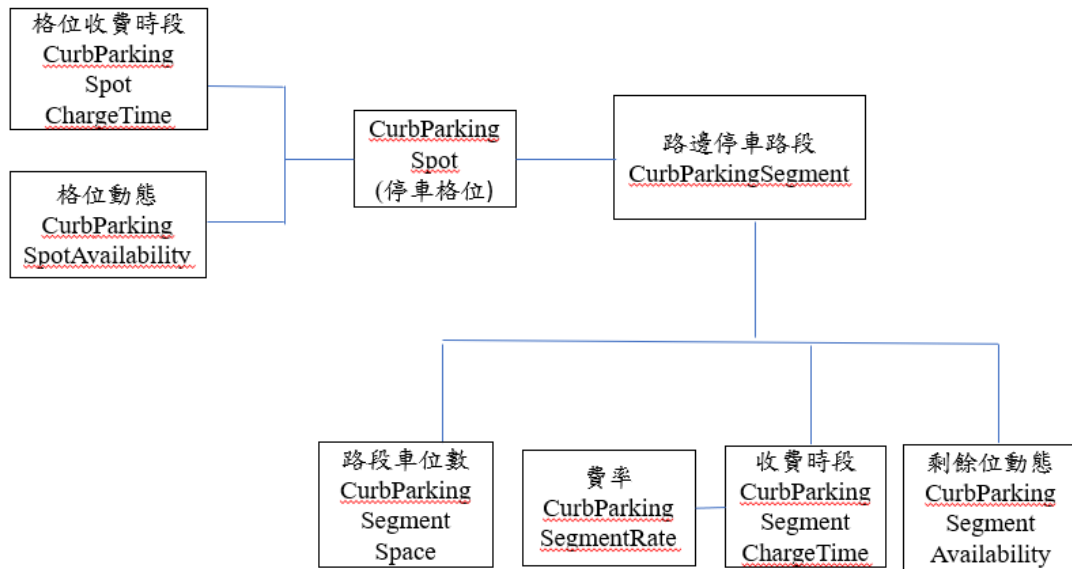 格位收費時段
CurbParking
Spot
ChargeTime
格位動態
CurbParking
SpotAvailability
CurbParking
Spot
(停車格位)
路邊停車路段
CurbParkingSegment
路段車位數
CurbParking
Segment
Space
費率
CurbParking
SegmentRate
收費時段
CurbParking
Segment
ChargeTime
剩餘位動態
CurbParking
Segment
Availability